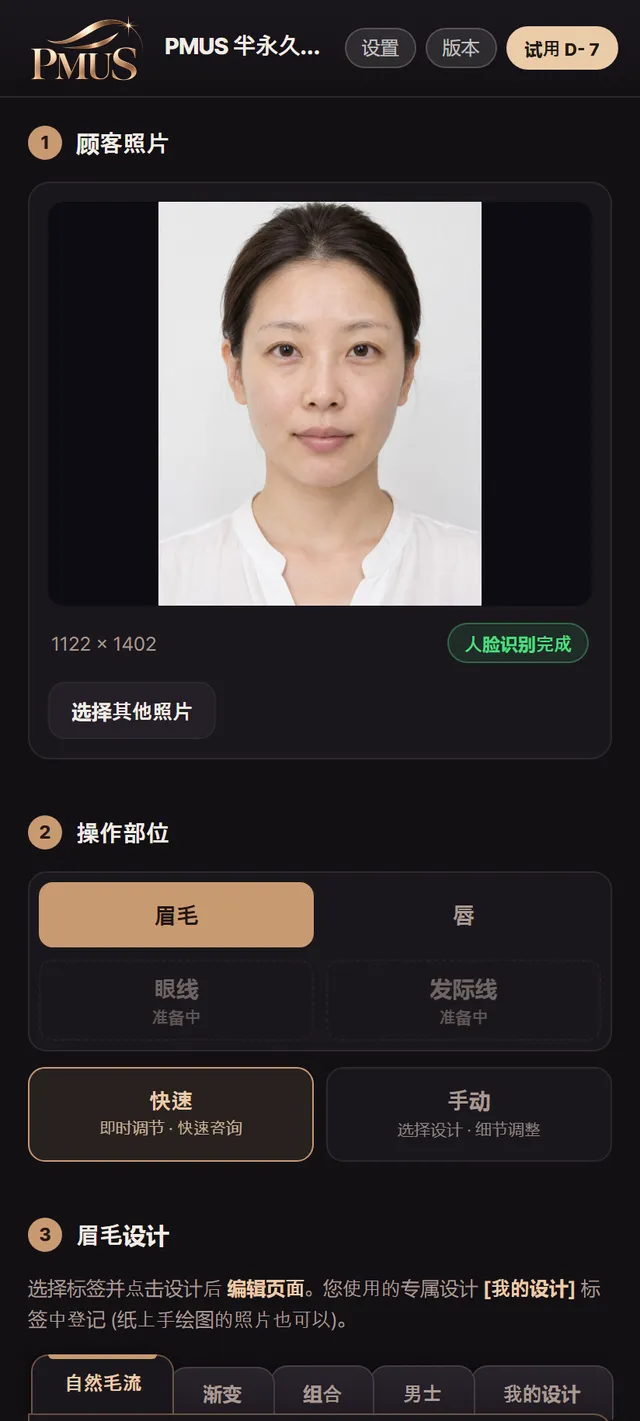 PMUS
PMUS 半永久...
设置
版本
试用 D- 7
1 顾客照片
1122 × 1402
人脸识别完成
选择其他照片
2 操作部位
眉毛
唇
眼线
准备中
发际线
准备中
快速
即时调节 · 快速咨询
手动
选择设计 · 细节调整
3 眉毛设计
选择标签并点击设计后 编辑页面。您使用的专属设计 [我的设计] 标
签中登记 (纸上手绘图的照片也可以)。
自然毛流
渐变
组合
男士
我的设计